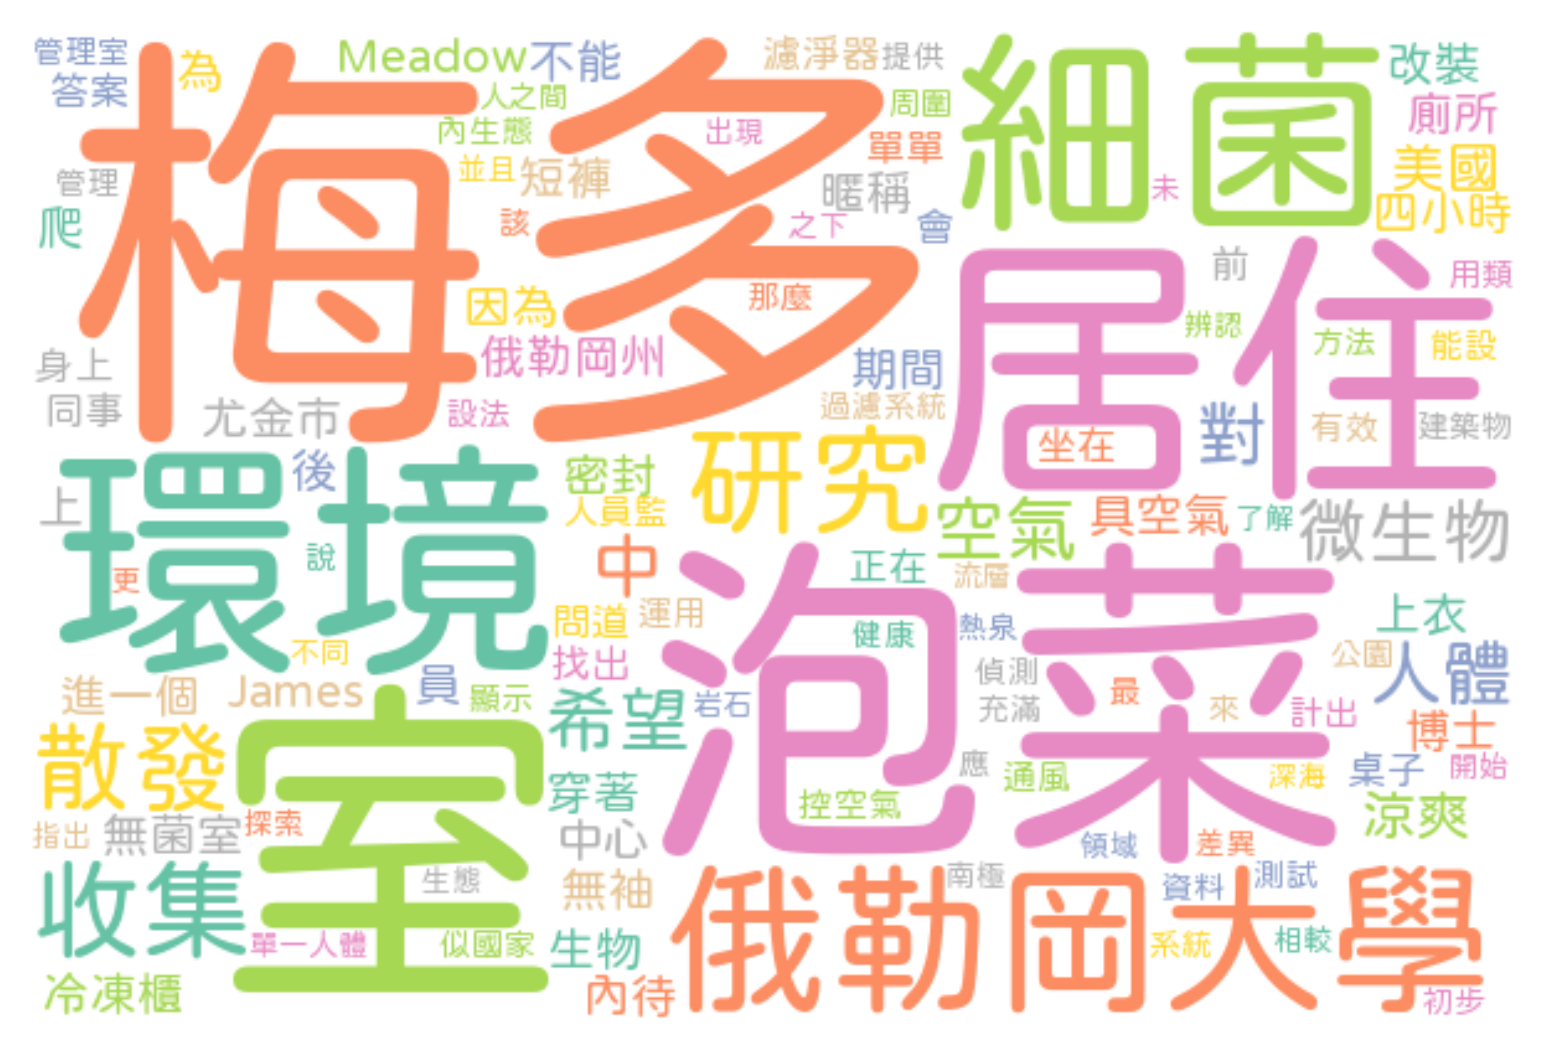 管理室
答案
為
Meadow
不能
濾淨器
提供
細菌
改裝
廁所
人之間
周圍
內生態
出現
單單
美國
梅多
管理
並且
短褲
暱稱
未
四小時
爬
該
之下
會
前
用類
因為
那麼
居住
辨認
方法
能設
身上
俄勒岡州
期間
同事
尤金市
設法
過濾系統
坐在
對
有效
建築物
環境
後
密封
研究
上
人員監
空氣
具空氣
了解
微生物
說
更
中
正在
流層
問道
運用
健康
熱泉
上衣
不同
找出
泡菜
公園
人體
進一個
James
員
顯示
希望
岩石
偵測
充滿
最
來
計出
博士
散發
室
穿著
應
通風
深海
桌子
開始
控空氣
涼爽
指出
無菌室
探索
中心
領域
差異
收集
生態
無袖
南極
資料
測試
單一人體
似國家
生物
俄勒岡大學
系統
相較
冷凍櫃
內待
初步